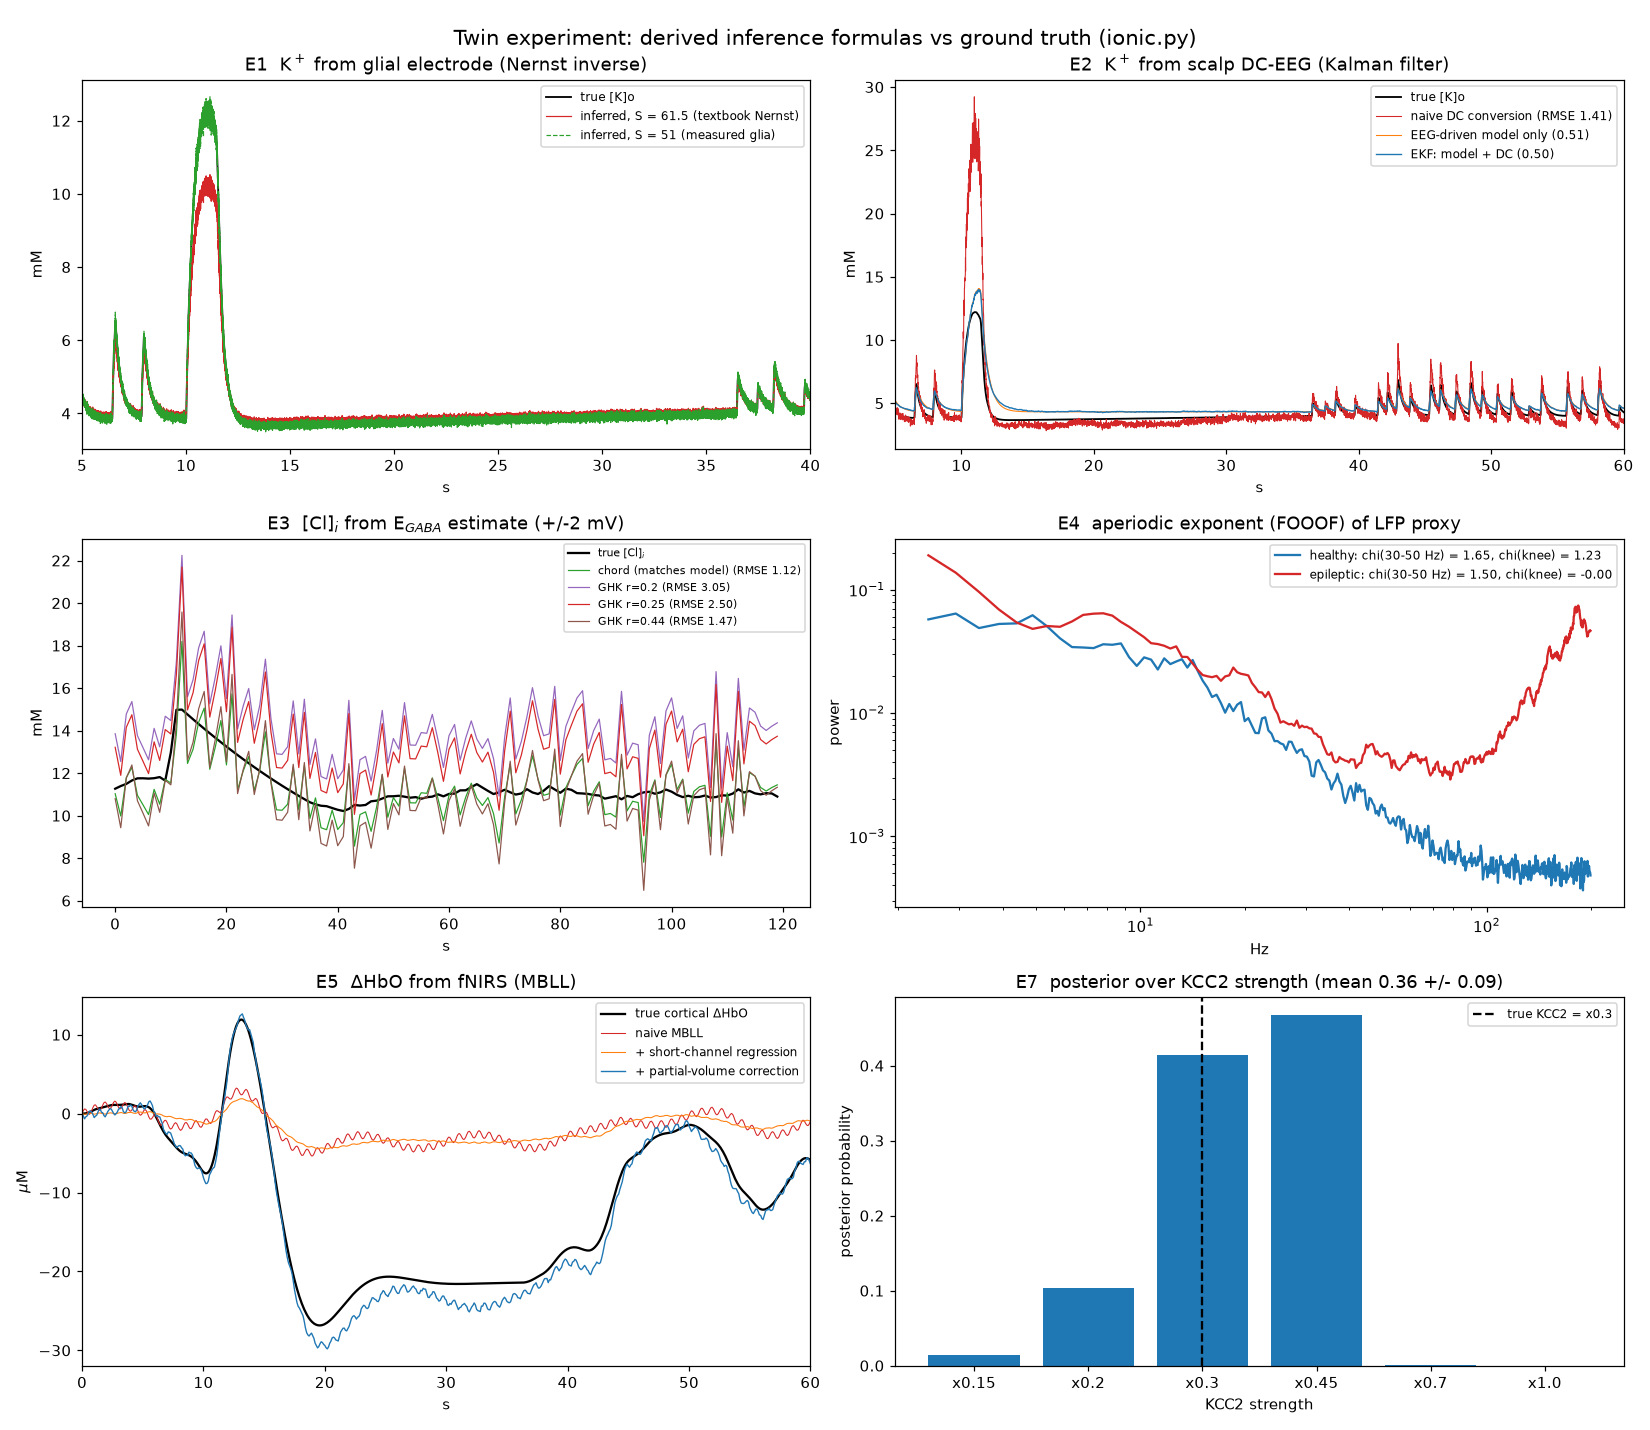 Twin experiment: derived inference formulas vs ground truth (ionic.py)
E1 K+ from glial electrode (Nernst inverse)
true [K]o
inferred, S = 61.5 (textbook Nernst)
inferred, S = 51 (measured glia)
12
10
8
6
4
mM
5
10
15
20
25
30
35
40
s
E2 K+ from scalp DC-EEG (Kalman filter)
true [K]o
naive DC conversion (RMSE 1.41)
EEG-driven model only (0.51)
EKF: model + DC (0.50)
30
25
20
15
10
5
mM
10
20
30
40
50
60
s
E3 [Cl]i from EGABA estimate (+/-2 mV)
true [Cl]i
chord (matches model) (RMSE 1.12)
GHK r=0.2 (RMSE 3.05)
GHK r=0.25 (RMSE 2.50)
GHK r=0.44 (RMSE 1.47)
22
20
18
16
14
12
10
8
6
mM
0
20
40
60
80
100
120
s
E4 aperiodic exponent (FOOOF) of LFP proxy
healthy: chi(30-50 Hz) = 1.65, chi(knee) = 1.23
epileptic: chi(30-50 Hz) = 1.50, chi(knee) = -0.00
10−1
10−2
10−3
power
101
102
Hz
E5 ΔHbO from fNIRS (MBLL)
true cortical ΔHbO
naive MBLL
+ short-channel regression
+ partial-volume correction
10
0
−10
−20
−30
μM
0
10
20
30
40
50
60
s
E7 posterior over KCC2 strength (mean 0.36 +/- 0.09)
true KCC2 = x0.3
0.4
0.3
0.2
0.1
0.0
posterior probability
x0.15
x0.2
x0.3
x0.45
x0.7
x1.0
KCC2 strength